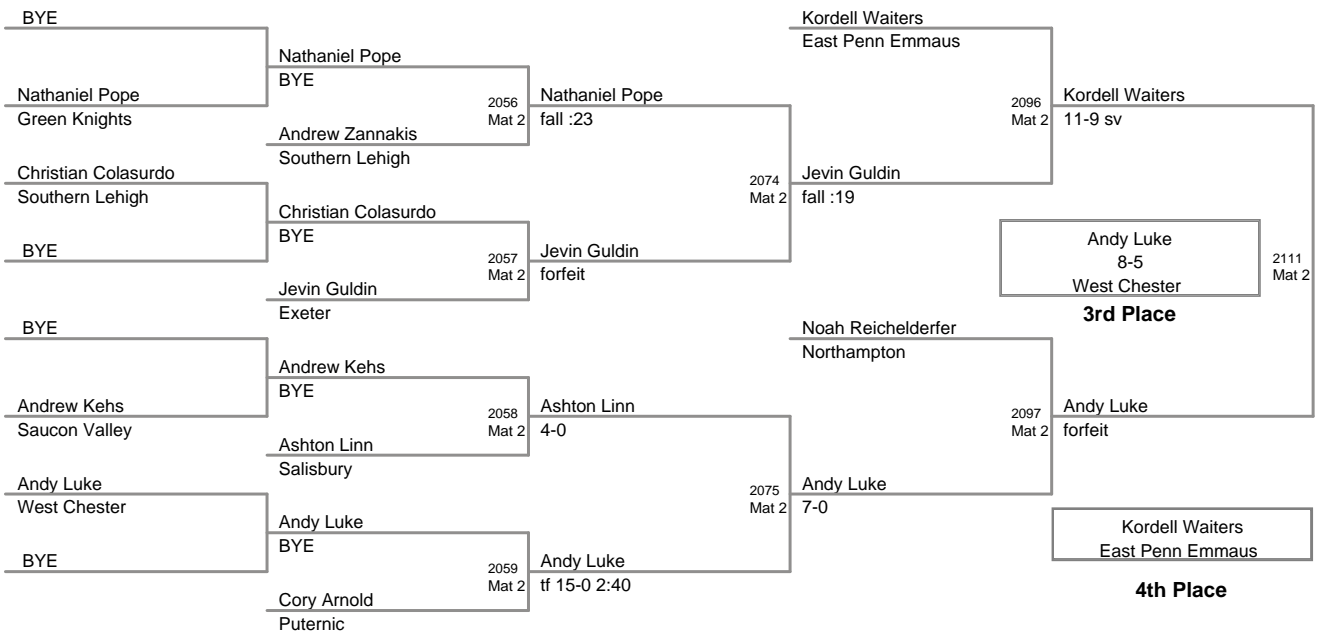 BYE
Nathaniel Pope
Green Knights
Christian Colasurdo
Southern Lehigh
BYE
BYE
Andrew Kehs
Saucon Valley
Andy Luke
West Chester
BYE
Nathaniel Pope
BYE
Andrew Zannakis
Southern Lehigh
Christian Colasurdo
BYE
Jevin Guldin
Exeter
Andrew Kehs
BYE
Ashton Linn
Salisbury
Andy Luke
BYE
Cory Arnold
Puternic
2056
Mat 2
2057
Mat 2
2058
Mat 2
2059
Mat 2
Nathaniel Pope
fall :23
Jevin Guldin
forfeit
Ashton Linn
4-0
Andy Luke
tf 15-0 2:40
2074
Mat 2
2075
Mat 2
Kordell Waiters
East Penn Emmaus
Jevin Guldin
fall :19
Noah Reichelderfer
Northampton
Andy Luke
7-0
2096
Mat 2
2097
Mat 2
Kordell Waiters
11-9 sv
Andy Luke
forfeit
2111
Mat 2
Andy Luke
8-5
West Chester
3rd Place
Kordell Waiters
East Penn Emmaus
4th Place